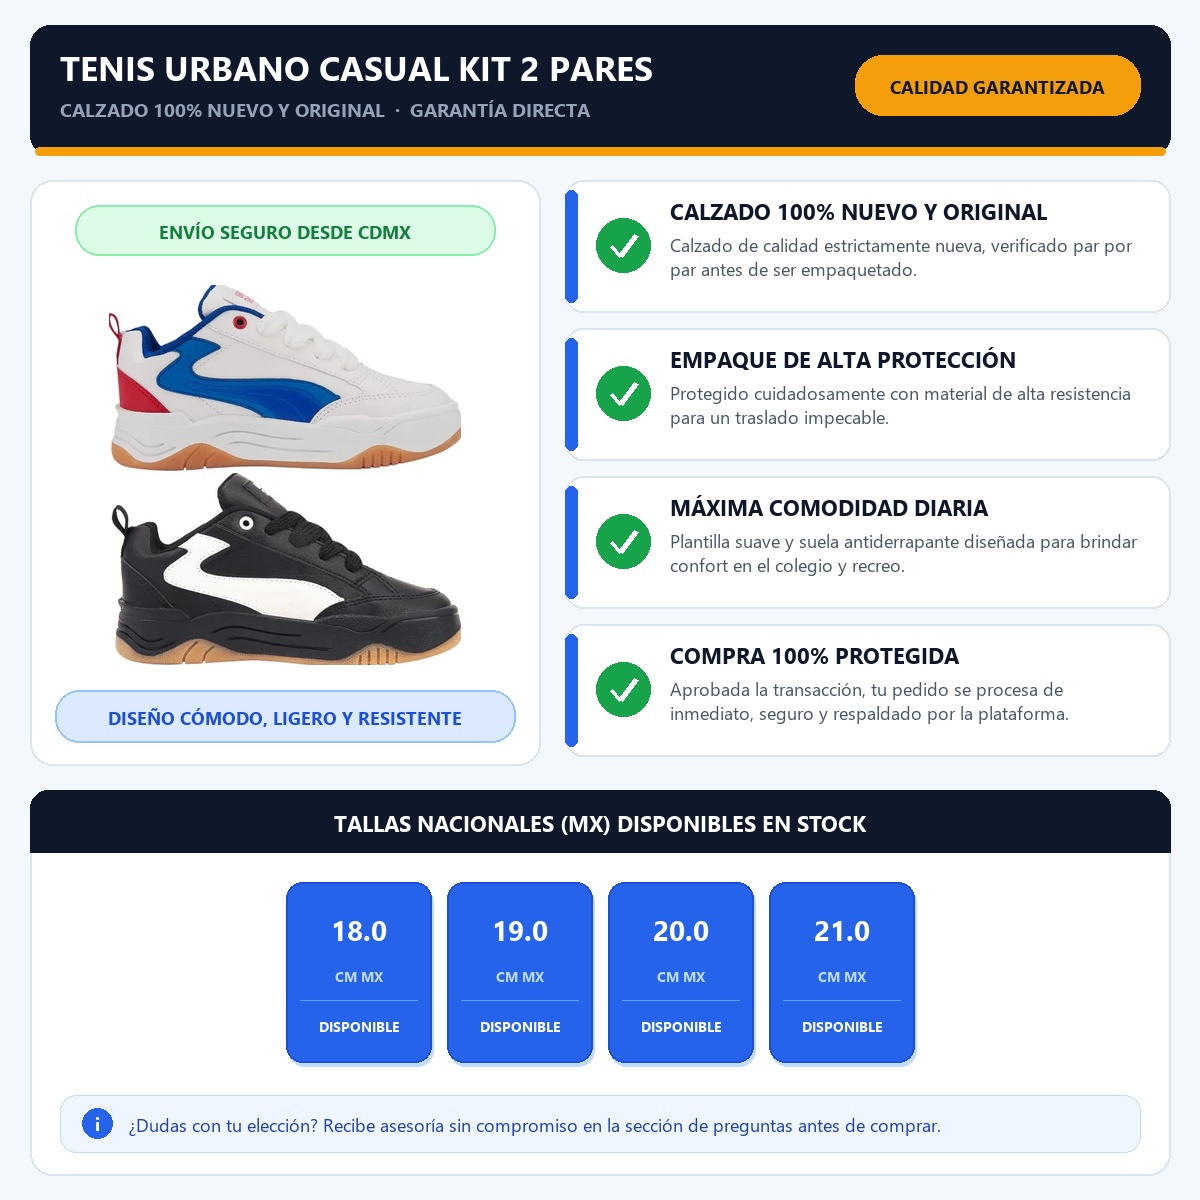 TENIS URBANO CASUAL KIT 2 PARES
CALZADO 100% NUEVO Y ORIGINAL · GARANTÍA DIRECTA
CALIDAD GARANTIZADA
ENVÍO SEGURO DESDE CDMX
DISEÑO CÓMODO, LIGERO Y RESISTENTE
CALZADO 100% NUEVO Y ORIGINAL
Calzado de calidad estrictamente nueva, verificado par por
par antes de ser empaquetado.
EMPAQUE DE ALTA PROTECCIÓN
Protegido cuidadosamente con material de alta resistencia
para un traslado impecable.
MÁXIMA COMODIDAD DIARIA
Plantilla suave y suela antiderrapante diseñada para brindar
confort en el colegio y recreo.
COMPRA 100% PROTEGIDA
Aprobada la transacción, tu pedido se procesa de
inmediato, seguro y respaldado por la plataforma.
TALLAS NACIONALES (MX) DISPONIBLES EN STOCK
18.0
CM MX
DISPONIBLE
19.0
CM MX
DISPONIBLE
20.0
CM MX
DISPONIBLE
21.0
CM MX
DISPONIBLE
¿Dudas con tu elección? Recibe asesoría sin compromiso en la sección de preguntas antes de comprar.